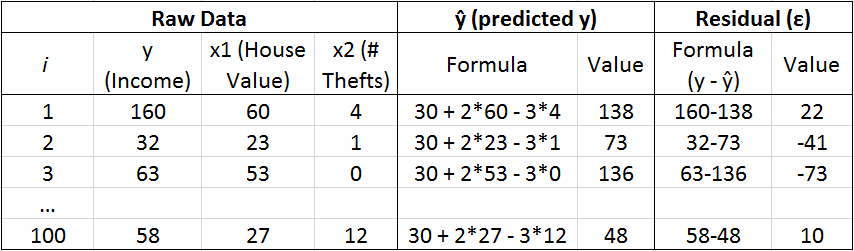 Raw Data ŷ (predicted y) Residual (ε)
i y (Income) x1 (House Value) x2 (# Thefts) Formula Value Formula (y - ŷ) Value
1 160 60 4 30 + 2*60 - 3*4 138 160-138 22
2 32 23 1 30 + 2*23 - 3*1 73 32-73 -41
3 63 53 0 30 + 2*53 - 3*0 136 63-136 -73
...
100 58 27 12 30 + 2*27 - 3*12 48 58-48 10